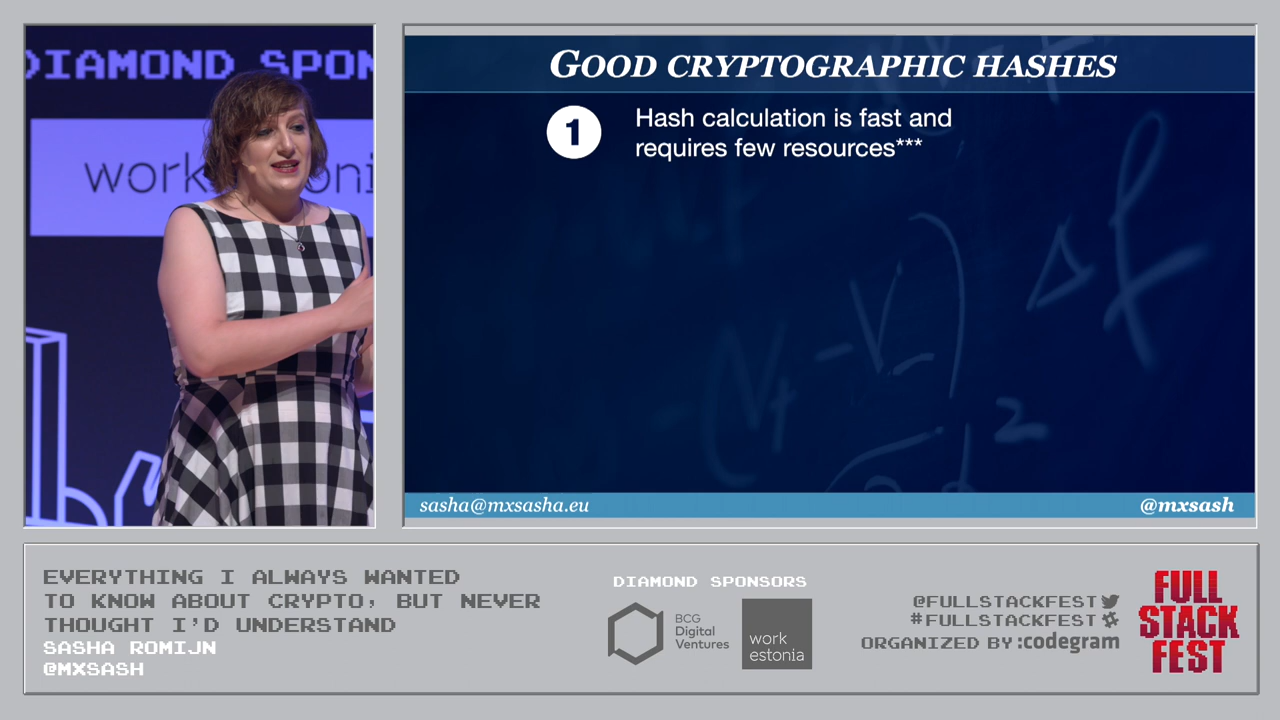 DIAMOND SPON
work
oni
GOOD CRYPTOGRAPHIC HASHES
1
Hash calculation is fast and
requires few resources***
sasha@mxsasha.eu
@mxsash
EVERYTHING I ALWAYS WANTED
TO KNOW ABOUT CRYPTO, BUT NEVER
THOUGHT I'D UNDERSTAND
SASHA ROMIJN
@MXSASH
DIAMOND SPONSORS
BCG
Digital
Ventures
work
estonia
@FULLSTACKFEST
#FULLSTACKFEST
ORGANIZED BY :codegram
FULL
STACK
FEST